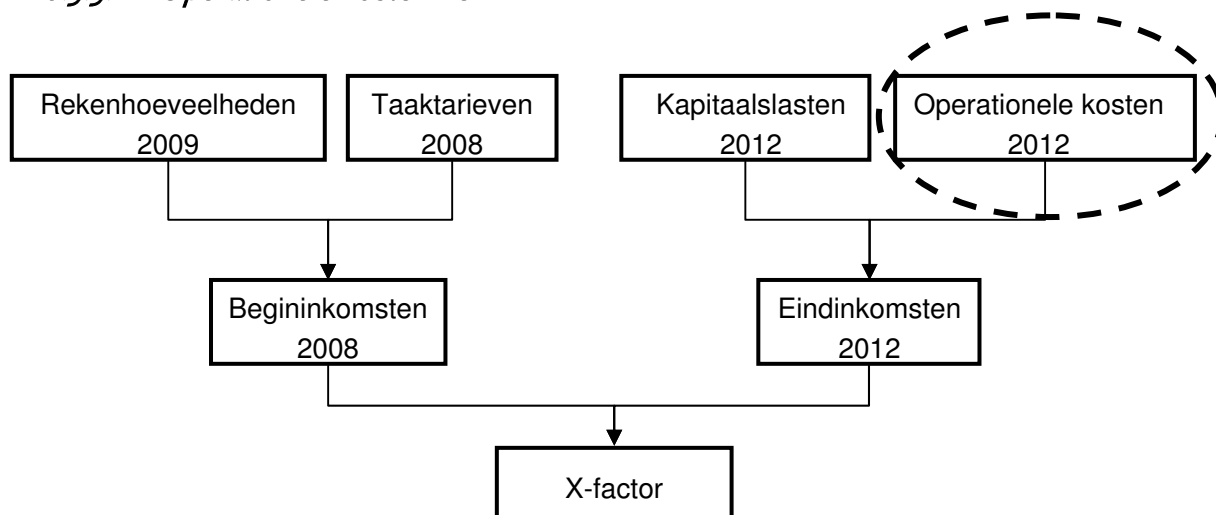 Rekenhoeveelheden
2009
Taaktarieven
2008
Kapitaalslasten
2012
Operationele kosten
2012
Begininkomsten
2008
Eindinkomsten
2012
X-factor